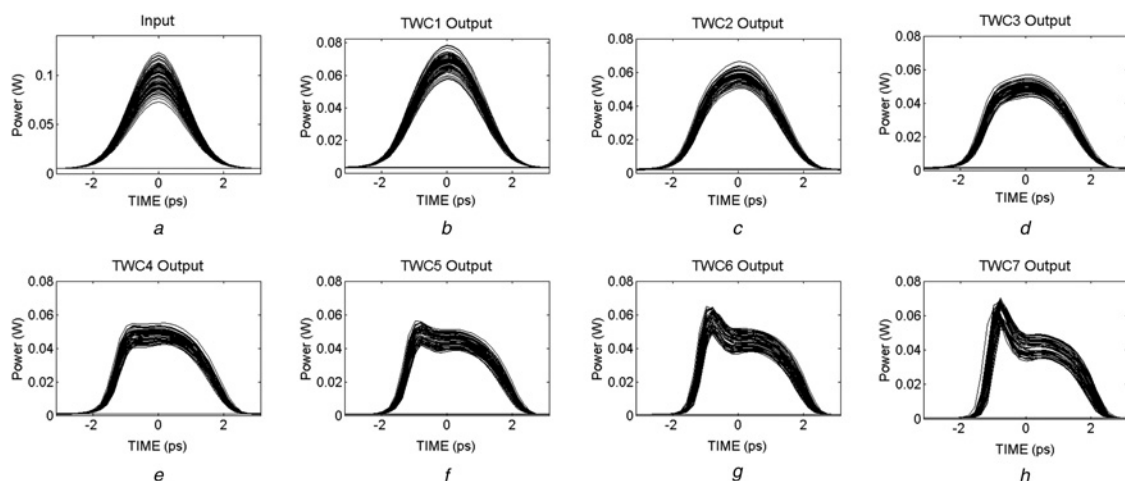 Input
Power (W)
0.1
0.05
0
-2 0 2
TIME (ps)
a
TWC1 Output
Power (W)
0.08
0.06
0.04
0.02
0
-2 0 2
TIME (ps)
b
TWC2 Output
Power (W)
0.08
0.06
0.04
0.02
0
-2 0 2
TIME (ps)
c
TWC3 Output
Power (W)
0.08
0.06
0.04
0.02
0
-2 0 2
TIME (ps)
d
TWC4 Output
Power (W)
0.08
0.06
0.04
0.02
0
-2 0 2
TIME (ps)
e
TWC5 Output
Power (W)
0.08
0.06
0.04
0.02
0
-2 0 2
TIME (ps)
f
TWC6 Output
Power (W)
0.08
0.06
0.04
0.02
0
-2 0 2
TIME (ps)
g
TWC7 Output
Power (W)
0.08
0.06
0.04
0.02
0
-2 0 2
TIME (ps)
h